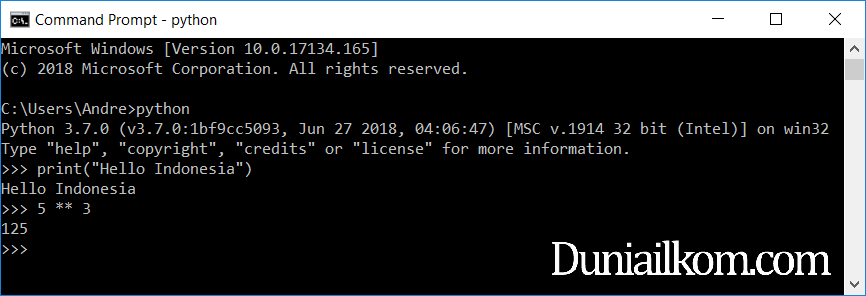 Command Prompt - python
Microsoft Windows [Version 10.0.17134.165]
(c) 2018 Microsoft Corporation. All rights reserved.
C:\Users\Andre>python
Python 3.7.0 (v3.7.0:1bf9cc5093, Jun 27 2018, 04:06:47) [MSC v.1914 32 bit (Intel)] on win32
Type "help", "copyright", "credits" or "license" for more information.
>>> print("Hello Indonesia")
Hello Indonesia
>>> 5 ** 3
125
>>>
Duniailkom.com